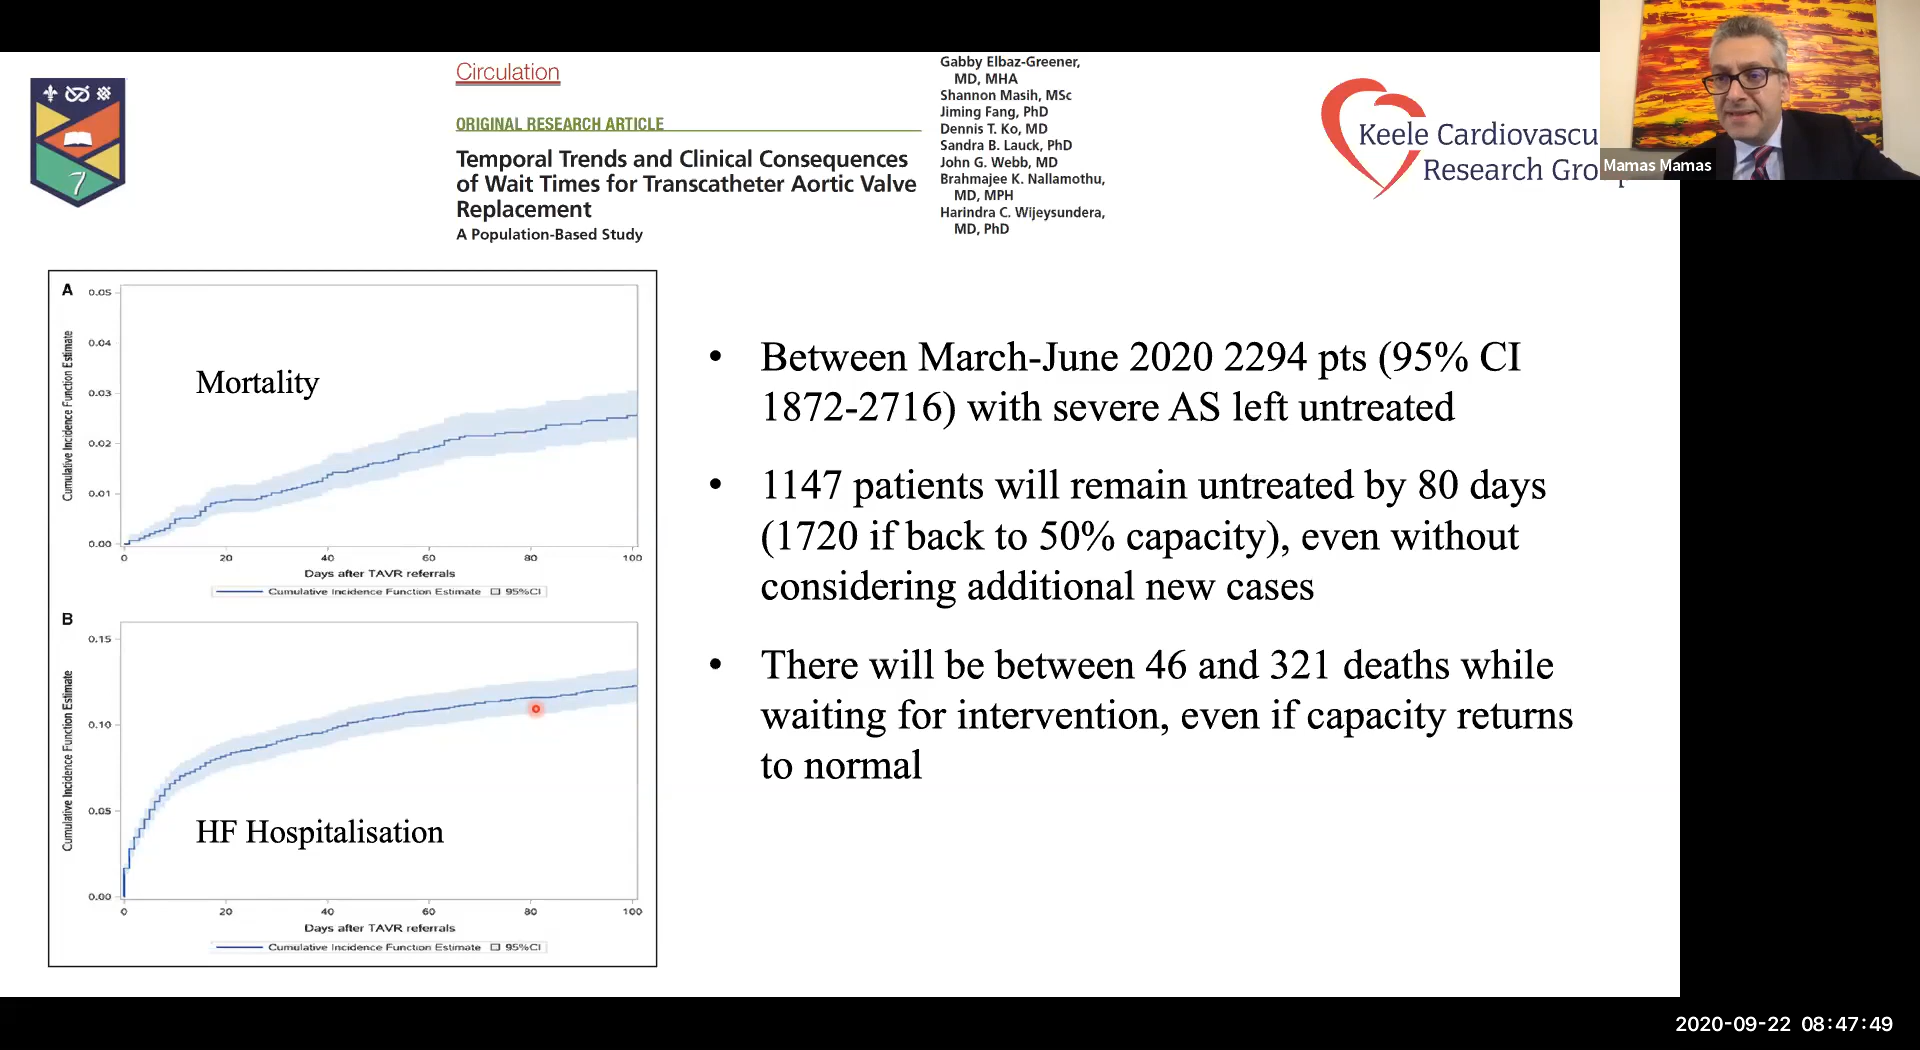 Circulation
ORIGINAL RESEARCH ARTICLE
Temporal Trends and Clinical Consequences
of Wait Times for Transcatheter Aortic Valve
Replacement
A Population-Based Study
Gabby Elbaz-Greener,
MD, MHA
Shannon Masih, MSc
Jiming Fang, PhD
Dennis T. Ko, MD
Sandra B. Lauck, PhD
John G. Webb, MD
Brahmajee K. Nallamothu,
MD, MPH
Harindra C. Wijeysundera,
MD, PhD
Keele Cardiovascu
Research Gro
Mamas Mamas
A
Cumulative Incidence Function Estimate
0.05
0.04
0.03
0.02
0.01
0.00
Mortality
0 20 40 60 80 100
Days after TAVR referrals
Cumulative Incidence Function Estimate 95%CI
B
Cumulative Incidence Function Estimate
0.15
0.10
0.05
0.00
HF Hospitalisation
0 20 40 60 80 100
Days after TAVR referrals
Cumulative Incidence Function Estimate 95%CI
• Between March-June 2020 2294 pts (95% CI
1872-2716) with severe AS left untreated
• 1147 patients will remain untreated by 80 days
(1720 if back to 50% capacity), even without
considering additional new cases
• There will be between 46 and 321 deaths while
waiting for intervention, even if capacity returns
to normal
2020-09-22 08:47:49